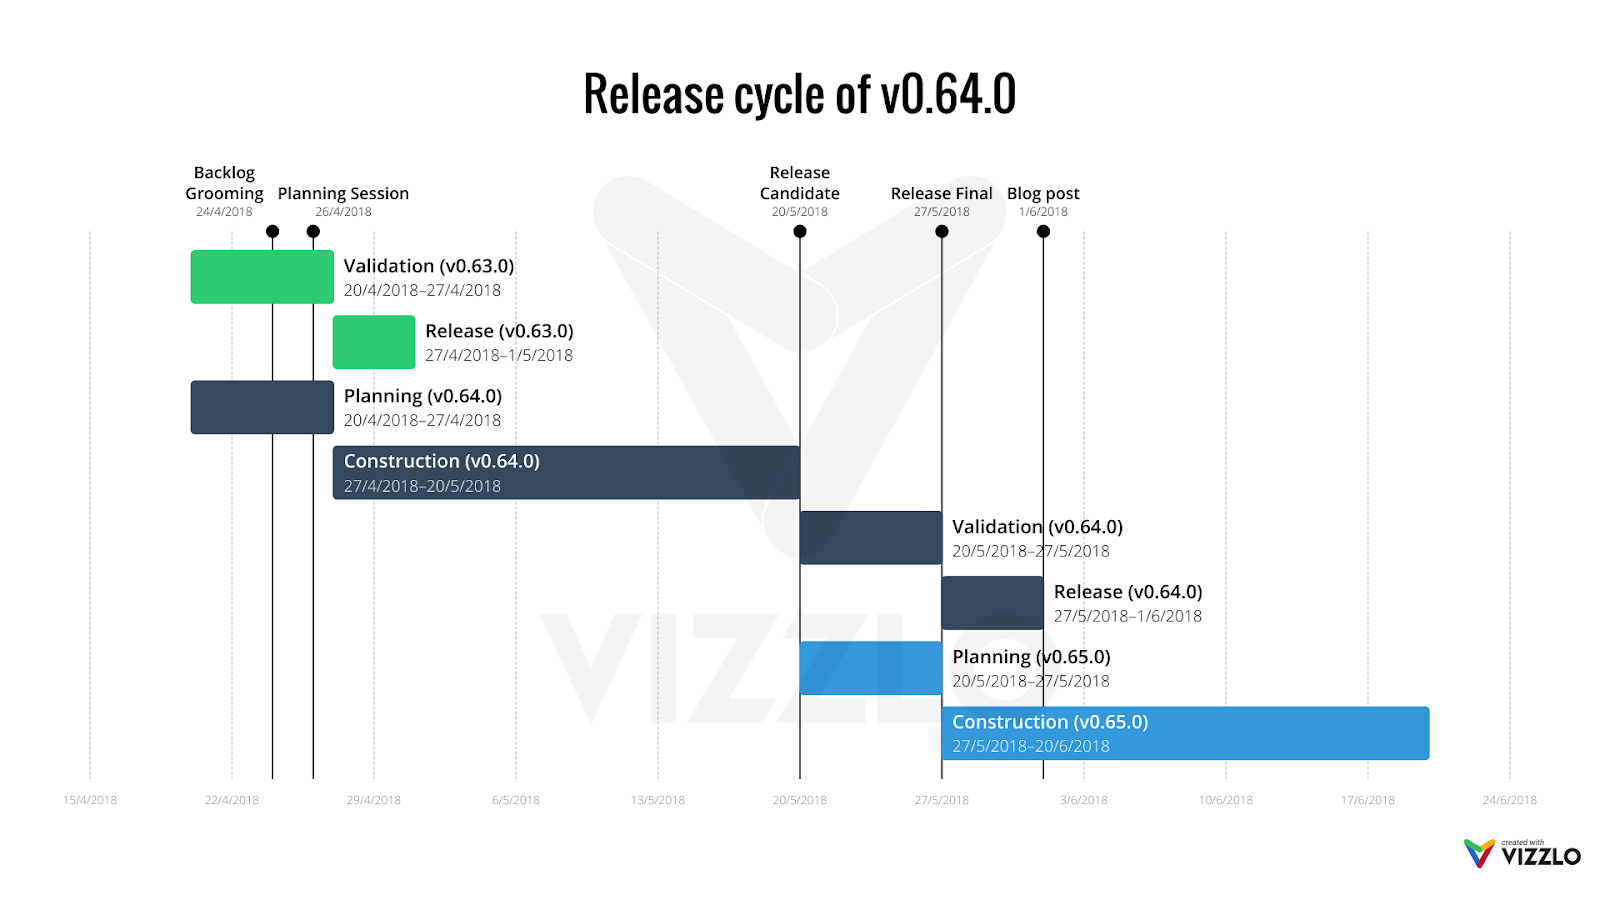 Release cycle of v0.64.0
Backlog
Grooming
24/4/2018
Planning Session
26/4/2018
Release
Candidate
20/5/2018
Release Final
27/5/2018
Blog post
1/6/2018
Validation (v0.63.0)
20/4/2018–27/4/2018
Release (v0.63.0)
27/4/2018–1/5/2018
Planning (v0.64.0)
20/4/2018–27/4/2018
Construction (v0.64.0)
27/4/2018–20/5/2018
Validation (v0.64.0)
20/5/2018–27/5/2018
Release (v0.64.0)
27/5/2018–1/6/2018
Planning (v0.65.0)
20/5/2018–27/5/2018
Construction (v0.65.0)
27/5/2018–20/6/2018
VIZZLO
15/4/2018
22/4/2018
29/4/2018
6/5/2018
13/5/2018
20/5/2018
27/5/2018
3/6/2018
10/6/2018
17/6/2018
24/6/2018
created with
VIZZLO